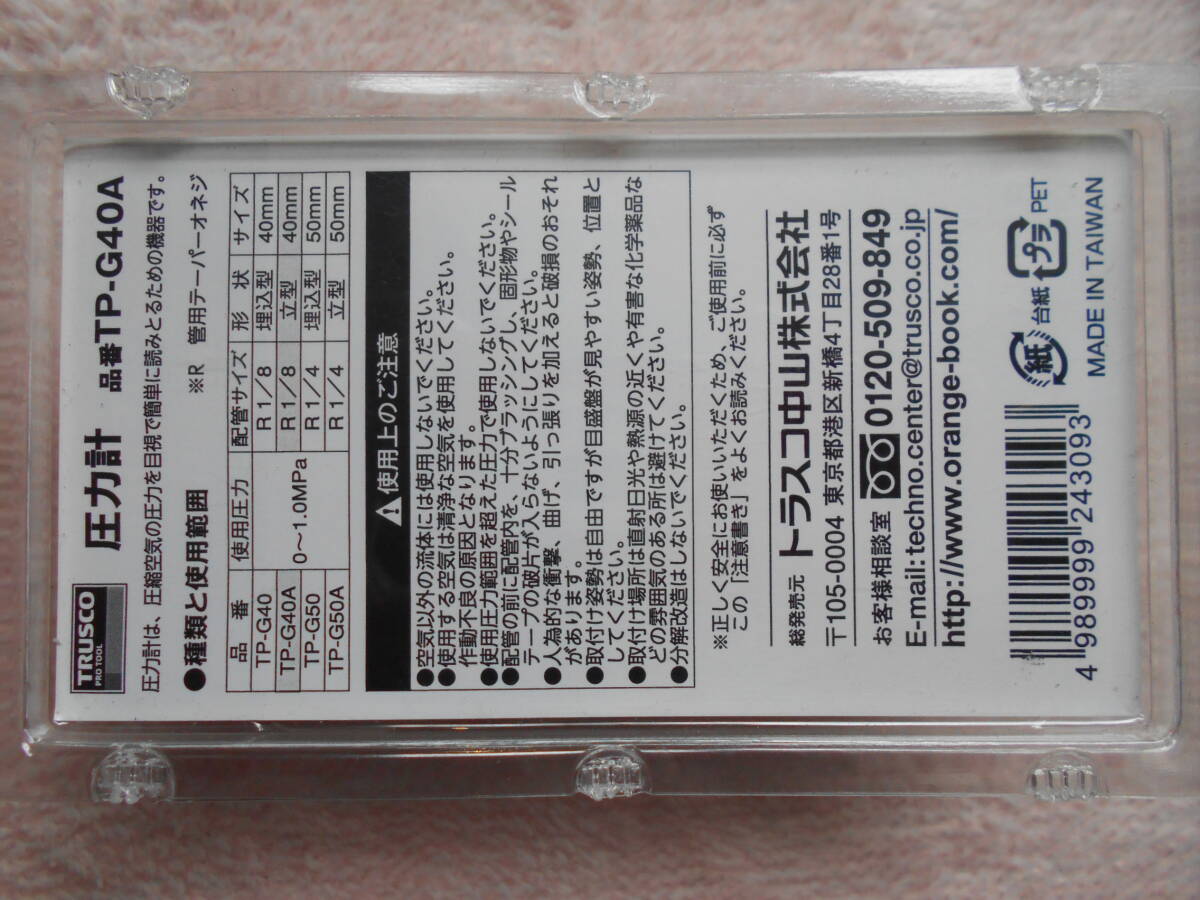 TRUSCO
PRO TOOL
圧力計 品番TP-G40A
圧力計は、圧縮空気の圧力を目視で簡単に読みとるための機器です。
●種類と使用範囲 ※R 管用テーパーオネジ
品 番 使用圧力 配管サイズ 形 状 サイズ
TP-G40 0~1.0MPa R 1/8 埋込型 40mm
TP-G40A R 1/8 立型 40mm
TP-G50 R 1/4 埋込型 50mm
TP-G50A R 1/4 立型 50mm
使用上のご注意
●空気以外の流体には使用しないでください。
●使用する空気は清浄な空気を使用してください。
作動不良の原因となります。
●使用圧力範囲を超えた圧力で使用しないでください。
●配管の前に配管内を、十分ブラッシングし、固形物やシール
テープの破片が入らないようにしてください。
●人為的な衝撃、曲げ、引っ張りを加えると破損のおそれ
があります。
●取付け姿勢は自由ですが目盛盤が見やすい姿勢、位置と
してください。
●取付け場所は直射日光や熱源の近くや有害な化学薬品な
どの雰囲気のある所は避けてください。
●分解改造はしないでください。
※正しく安全にお使いいただくため、ご使用前に必ず
この「注意書き」をよくお読みください。
総発売元 トラスコ中山株式会社
〒105-0004 東京都港区新橋4丁目28番1号
お客様相談室 0120-509-849
E-mail:techno.center@trusco.co.jp
http://www.orange-book.com/
4 989999 243093
紙 台紙 プラ PET
MADE IN TAIWAN